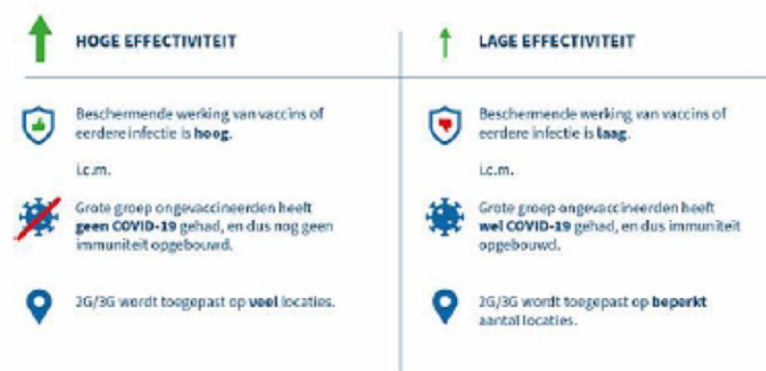 HOGE EFFECTIVITEIT
Beschermende werking van vaccins of
eerdere infectie is hoog.
i.c.m.
Grote groep ongevaccineerden heeft
geen COVID-19 gehad, en dus nog geen
immuniteit opgebouwd.
2G/3G wordt toegepast op veel locaties.
LAGE EFFECTIVITEIT
Beschermende werking van vaccins of
eerdere infectie is laag.
i.c.m.
Grote groep ongevaccineerden heeft
wel COVID-19 gehad, en dus immuniteit
opgebouwd.
2G/3G wordt toegepast op beperkt
aantal locaties.